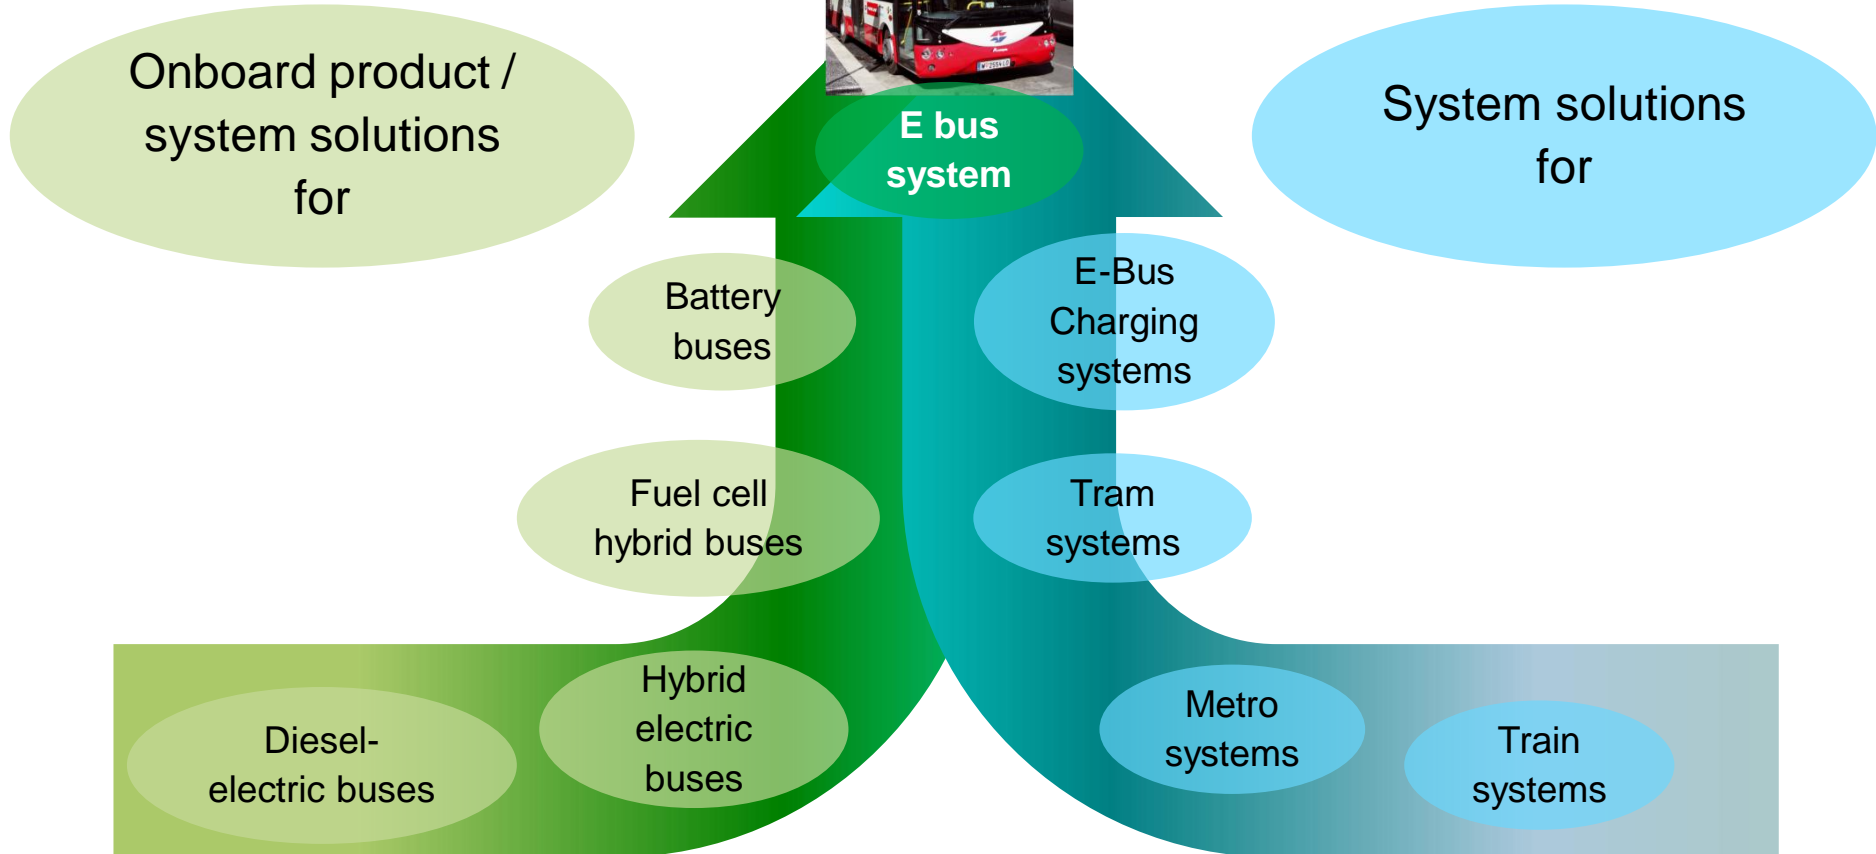 Onboard product /
system solutions
for
E bus
system
System solutions
for
Battery
buses
E-Bus
Charging
systems
Fuel cell
hybrid buses
Tram
systems
Diesel-
electric buses
Hybrid
electric
buses
Metro
systems
Train
systems